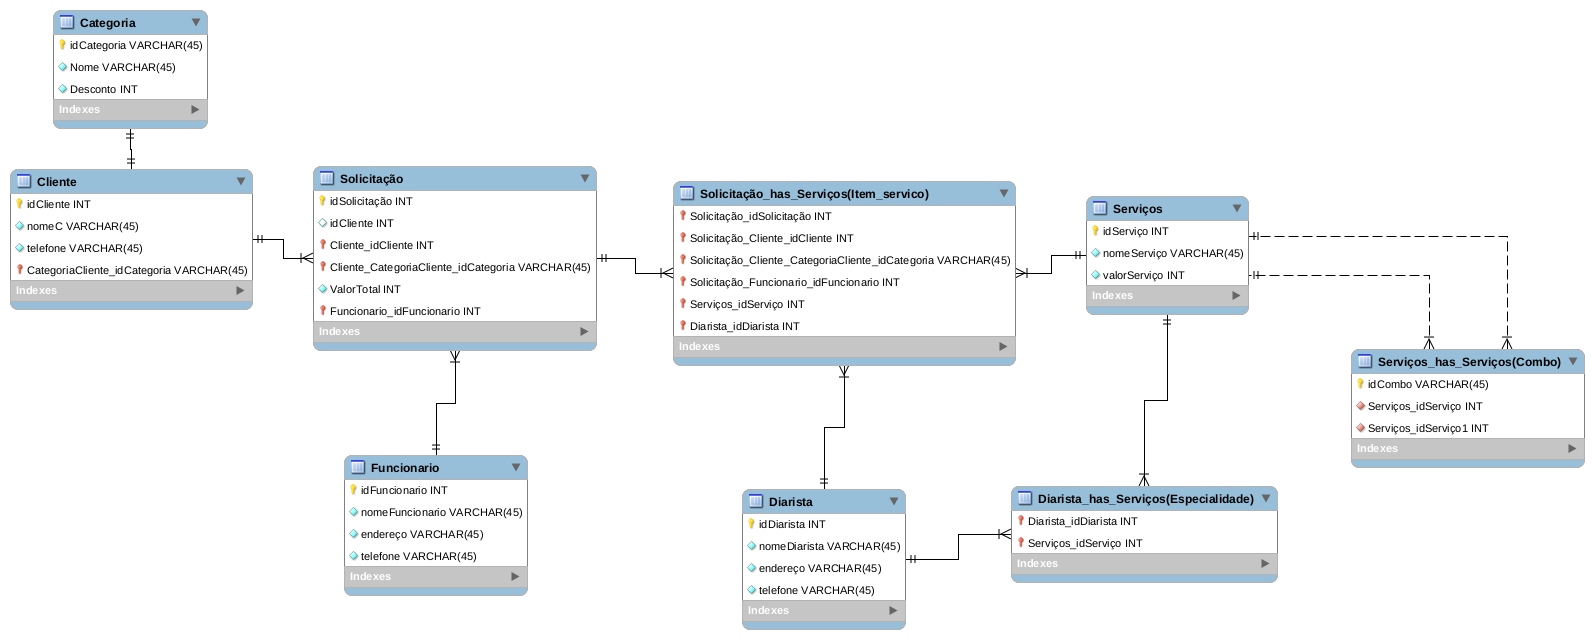 Categoria
idCategoria VARCHAR(45)
Nome VARCHAR(45)
Desconto INT
Indexes
Cliente
idCliente INT
nomeC VARCHAR(45)
telefone VARCHAR(45)
CategoriaCliente_idCategoria VARCHAR(45)
Indexes
Solicitação
idSolicitação INT
idCliente INT
Cliente_idCliente INT
Cliente_CategoriaCliente_idCategoria VARCHAR(45)
ValorTotal INT
Funcionario_idFuncionario INT
Indexes
Solicitação_has_Serviços(Item_servico)
Solicitação_idSolicitação INT
Solicitação_Cliente_idCliente INT
Solicitação_Cliente_CategoriaCliente_idCategoria VARCHAR(45)
Solicitação_Funcionario_idFuncionario INT
Serviços_idServiço INT
Diarista_idDiarista INT
Indexes
Serviços
idServiço INT
nomeServiço VARCHAR(45)
valorServiço INT
Indexes
Serviços_has_Serviços(Combo)
idCombo VARCHAR(45)
Serviços_idServiço INT
Serviços_idServiço1 INT
Indexes
Funcionario
idFuncionario INT
nomeFuncionario VARCHAR(45)
endereço VARCHAR(45)
telefone VARCHAR(45)
Indexes
Diarista
idDiarista INT
nomeDiarista VARCHAR(45)
endereço VARCHAR(45)
telefone VARCHAR(45)
Indexes
Diarista_has_Serviços(Especialidade)
Diarista_idDiarista INT
Serviços_idServiço INT
Indexes